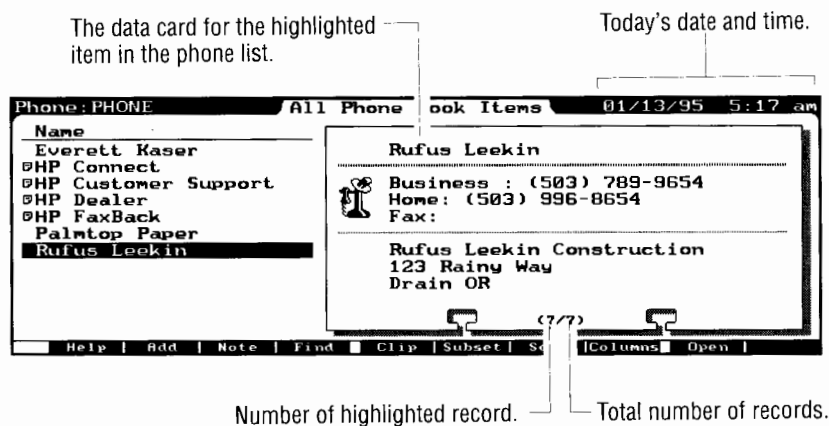 The data card for the highlighted
item in the phone list.
Today's date and time.
Phone:PHONE All Phone ook Items 01/13/95 5:17 am
Name
Everett Kaser
HP Connect
HP Customer Support
HP Dealer
HP FaxBack
Palmtop Paper
Rufus Leekin
Rufus Leekin
Business : (503) 789-9654
Home: (503) 996-8654
Fax:
Rufus Leekin Construction
123 Rainy Way
Drain OR
(7/7)
Help | Add | Note | Find Clip |Subset| |Columns Open |
Number of highlighted record.
Total number of records.